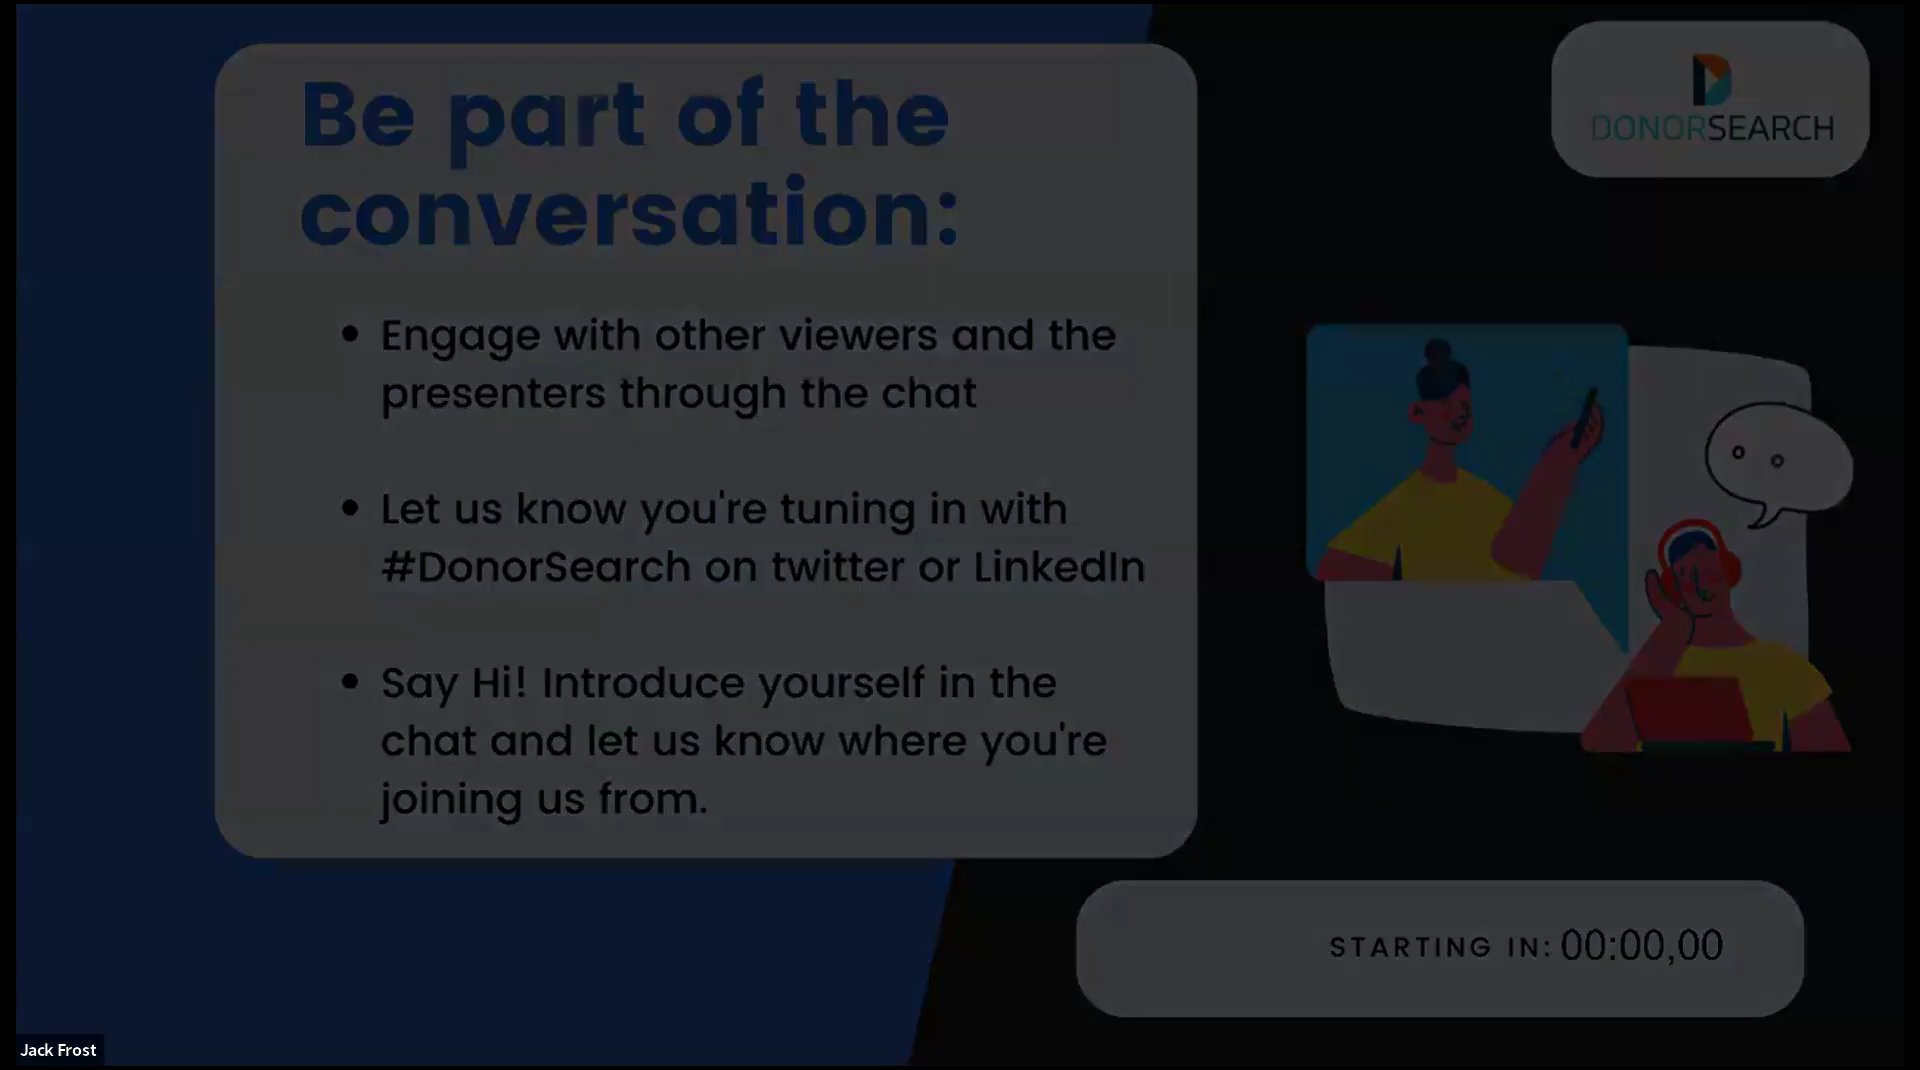 Be part of the
conversation:
DONORSEARCH
• Engage with other viewers and the
presenters through the chat
• Let us know you're tuning in with
#DonorSearch on twitter or LinkedIn
• Say Hi! Introduce yourself in the
chat and let us know where you're
joining us from.
STARTING IN: 00:00,00
Jack Frost